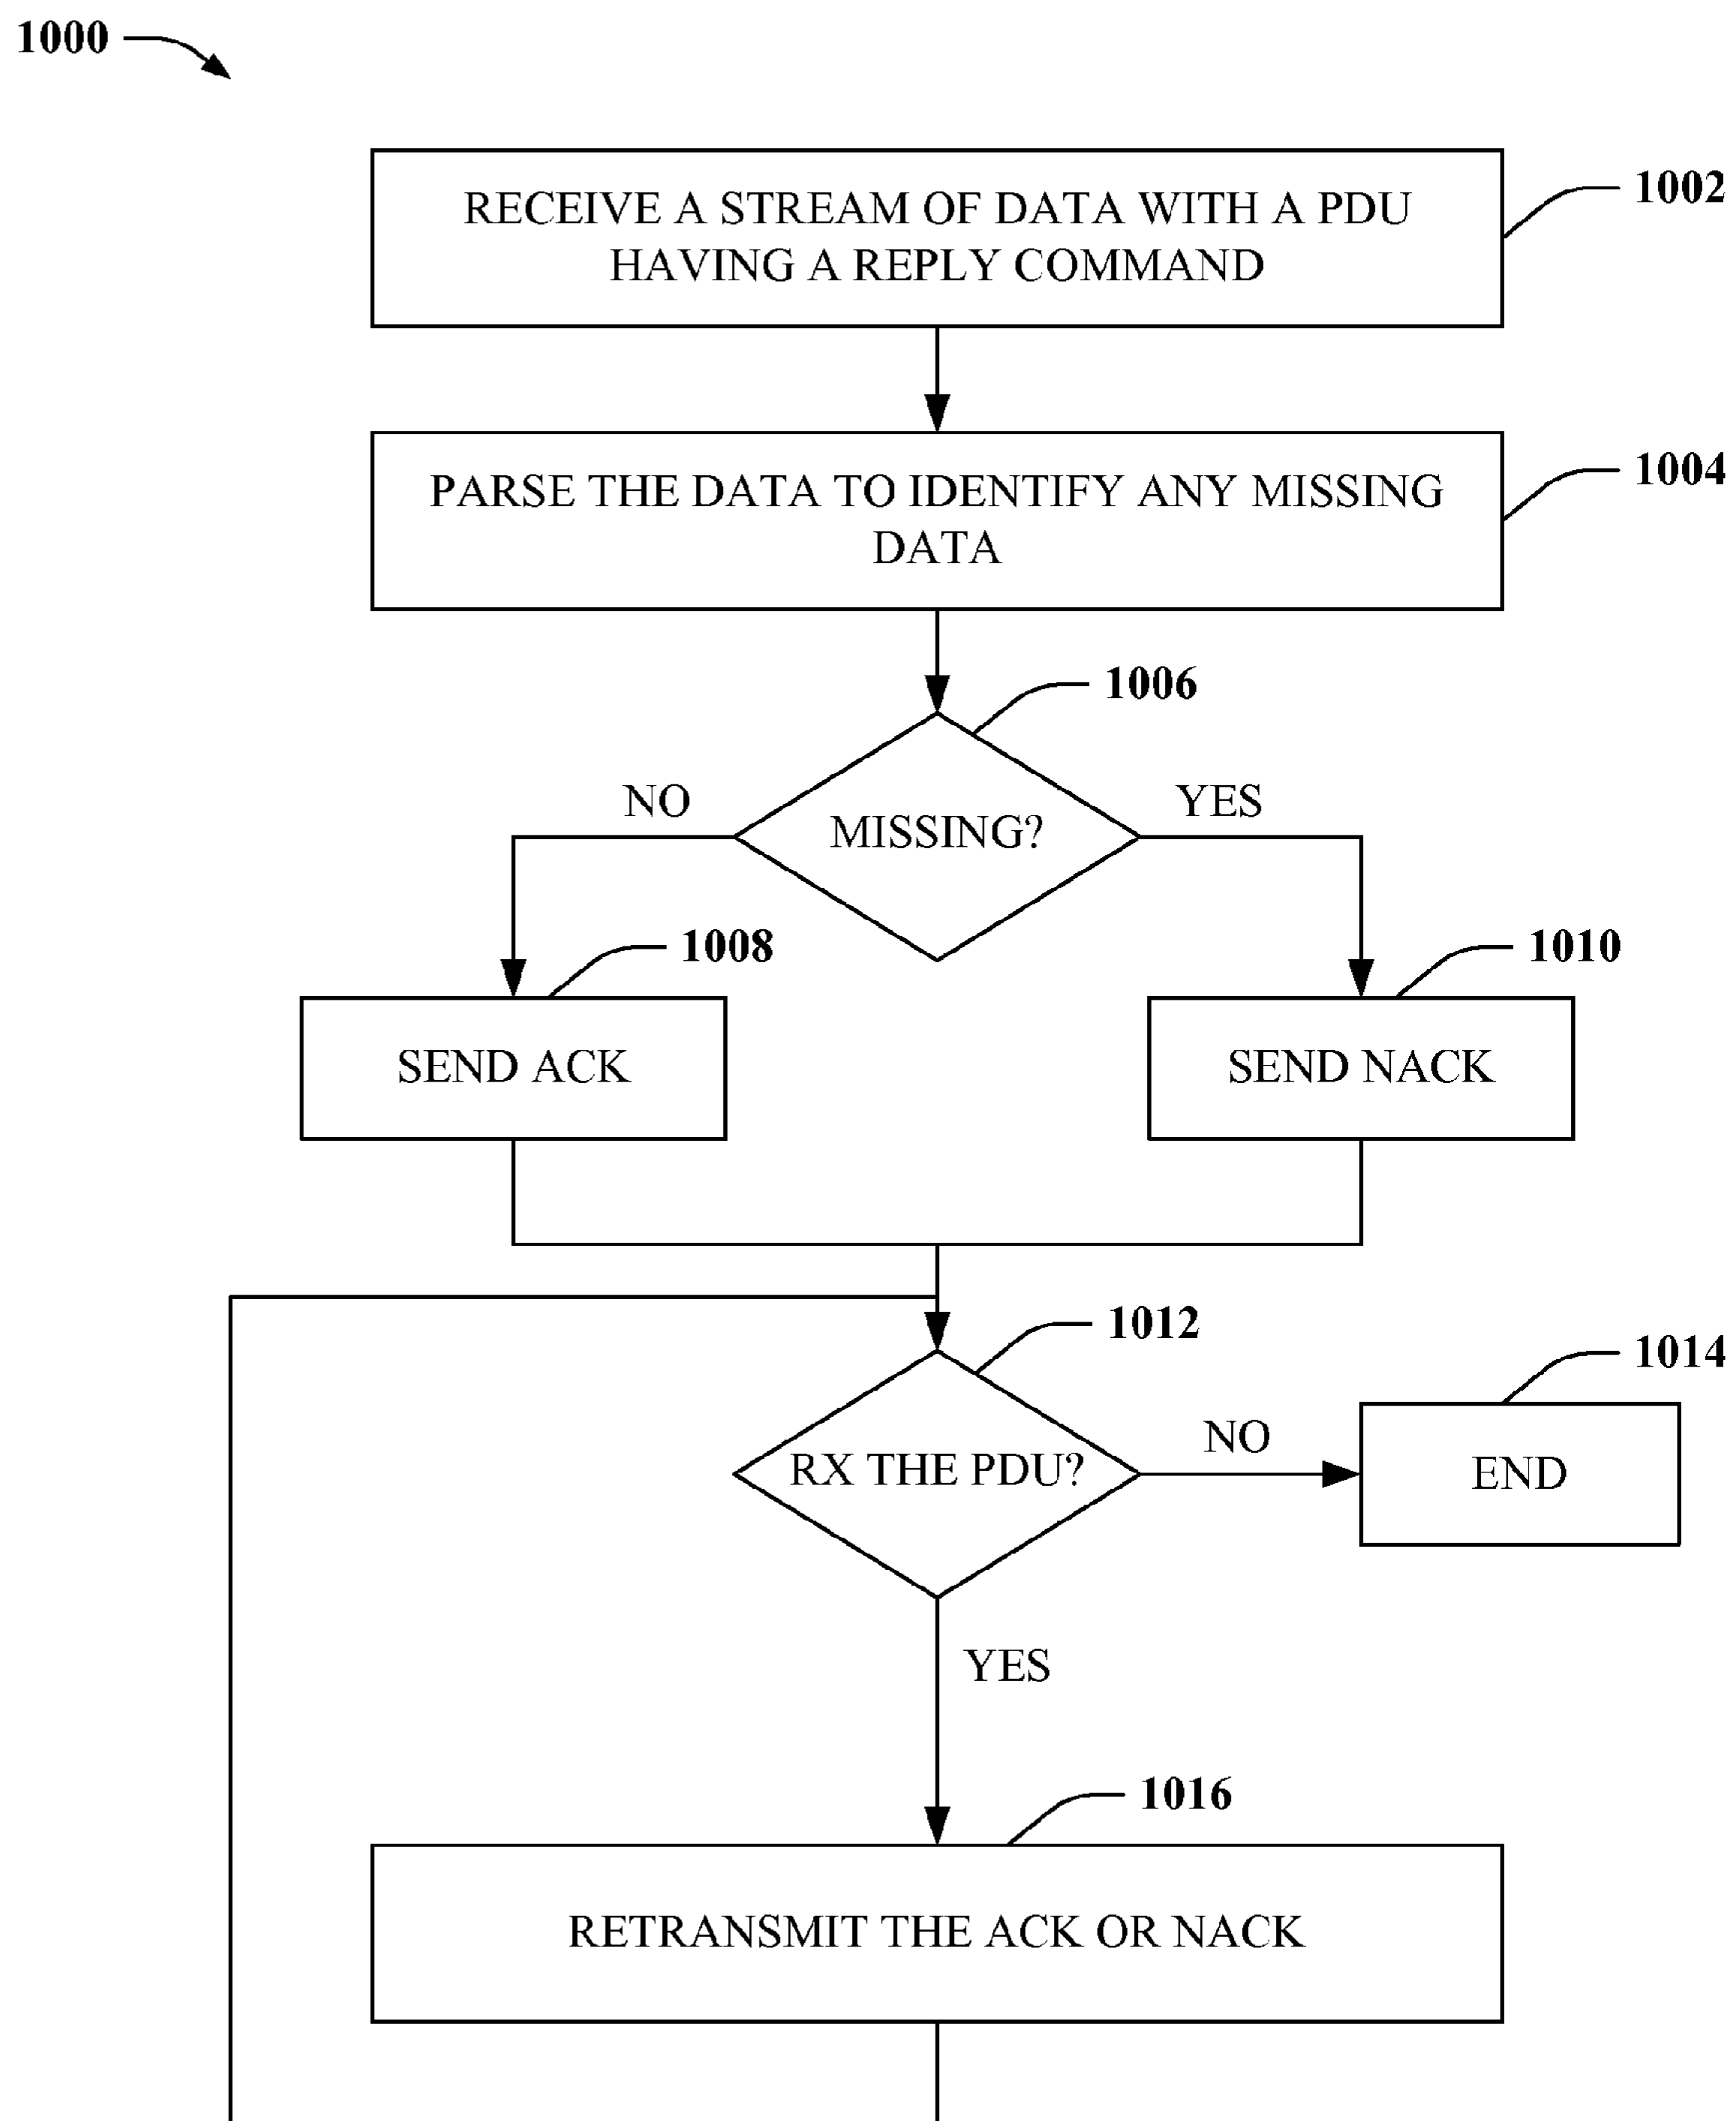 1000
RECEIVE A STREAM OF DATA WITH A PDU
HAVING A REPLY COMMAND
1002
PARSE THE DATA TO IDENTIFY ANY MISSING
DATA
1004
1006
NO
MISSING?
YES
1008
1010
SEND ACK
SEND NACK
1012
1014
RX THE PDU?
NO
END
YES
1016
RETRANSMIT THE ACK OR NACK